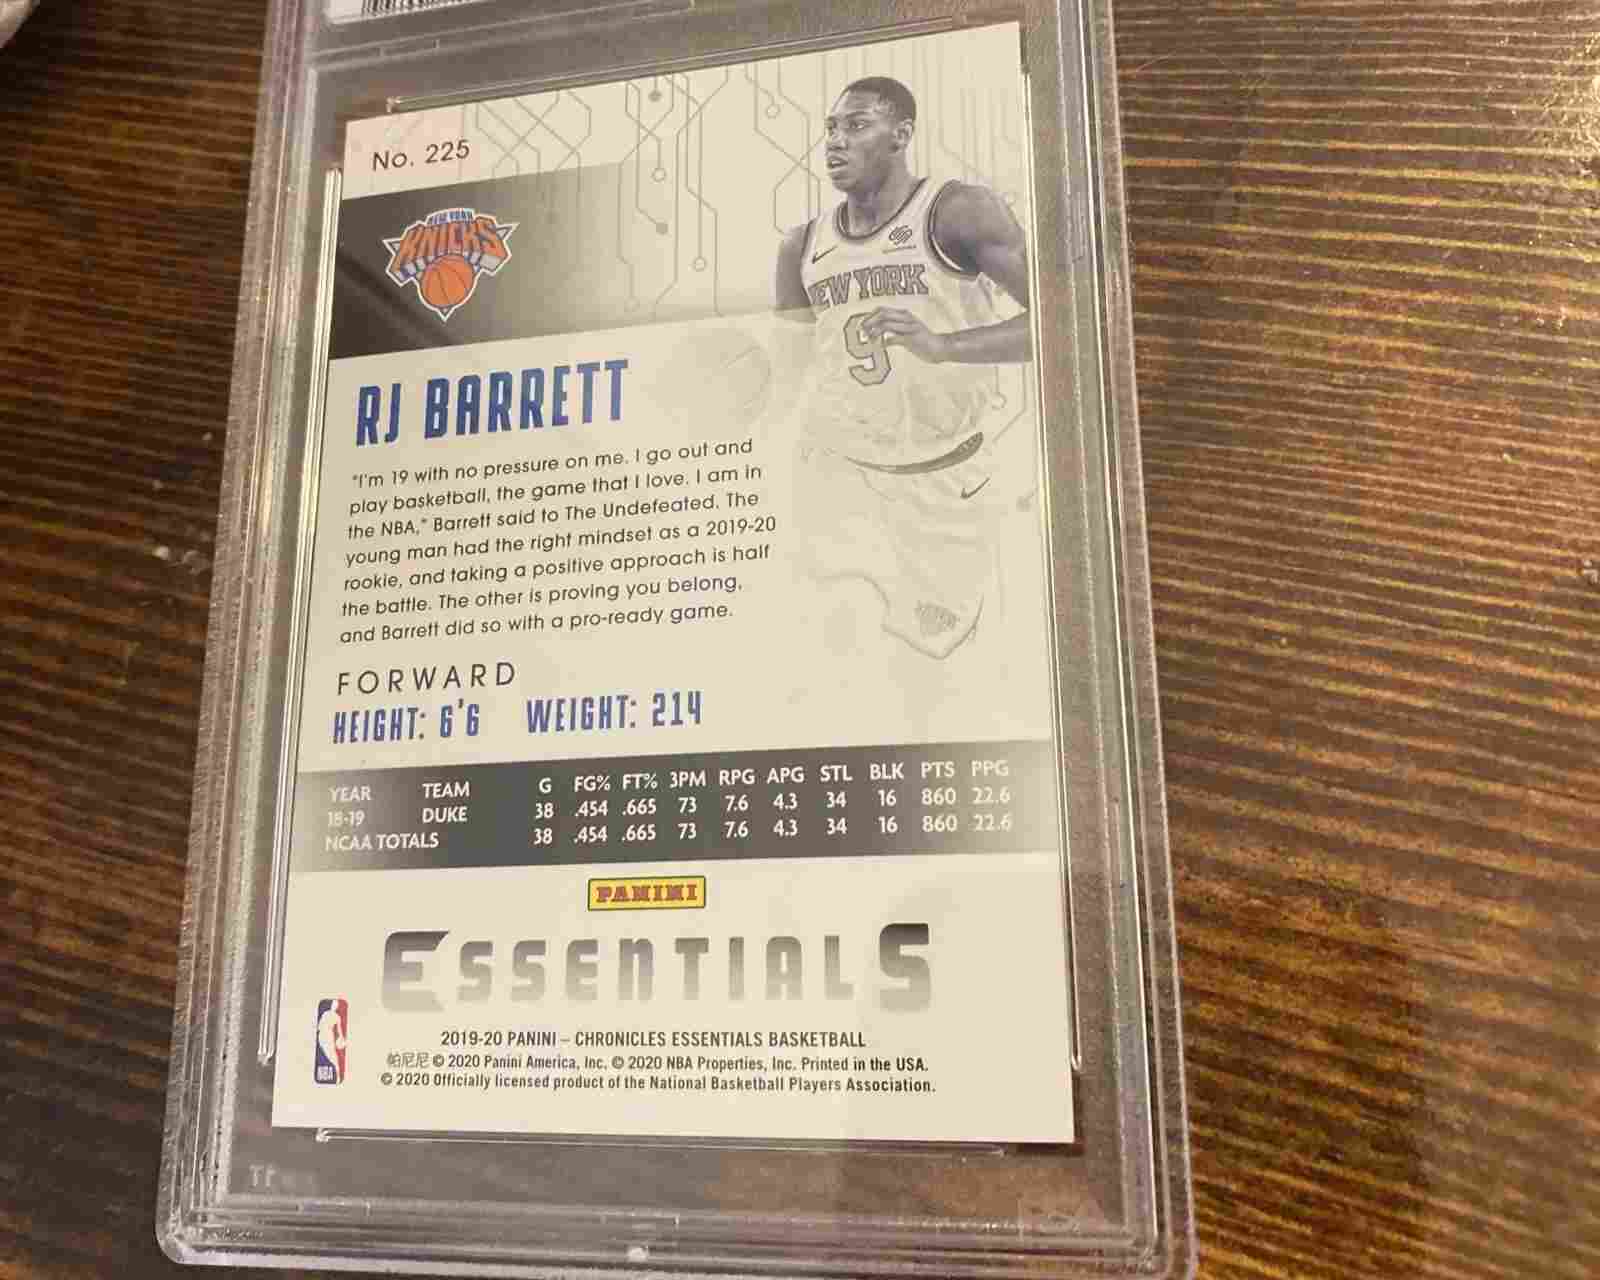 No. 225
NEW YORK
KNICKS
NEW YORK
9
RJ BARRETT
"I'm 19 with no pressure on me. I go out and
play basketball, the game that I love. I am in
the NBA," Barrett said to The Undefeated. The
young man had the right mindset as a 2019-20
rookie, and taking a positive approach is half
the battle. The other is proving you belong,
and Barrett did so with a pro-ready game.
FORWARD
HEIGHT: 6'6 WEIGHT: 214
YEAR TEAM G FG% FT% 3PM RPG APG STL BLK PTS PPG
18-19 DUKE 38 .454 .665 73 7.6 4.3 34 16 860 22.6
NCAA TOTALS 38 .454 .665 73 7.6 4.3 34 16 860 22.6
PANINI
ESSENTIALS
NBA
2019-20 PANINI – CHRONICLES ESSENTIALS BASKETBALL
帕尼尼 © 2020 Panini America, Inc. © 2020 NBA Properties, Inc. Printed in the USA.
© 2020 Officially licensed product of the National Basketball Players Association.
PSA